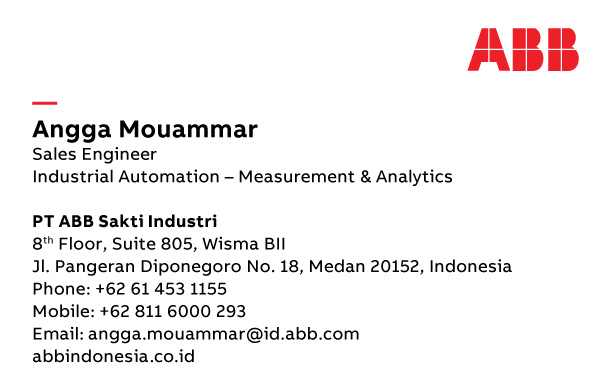 ABB
Angga Mouammar
Sales Engineer
Industrial Automation – Measurement & Analytics
PT ABB Sakti Industri
8th Floor, Suite 805, Wisma BII
Jl. Pangeran Diponegoro No. 18, Medan 20152, Indonesia
Phone: +62 61 453 1155
Mobile: +62 811 6000 293
Email: angga.mouammar@id.abb.com
abbindonesia.co.id